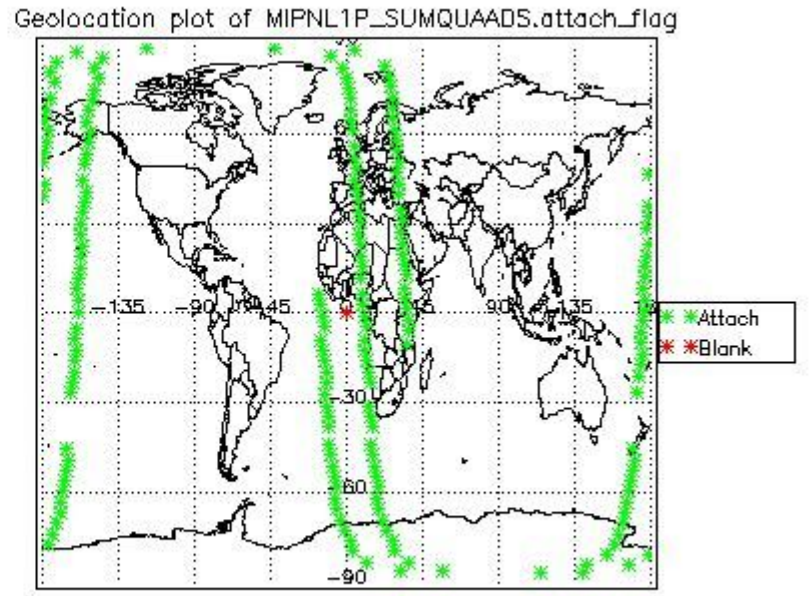 Geolocation plot of MIPNL1P_SUMQUAADS.attach_flag
-135 -90 -45 90 135
Attach
Blank
-30
-60
-90